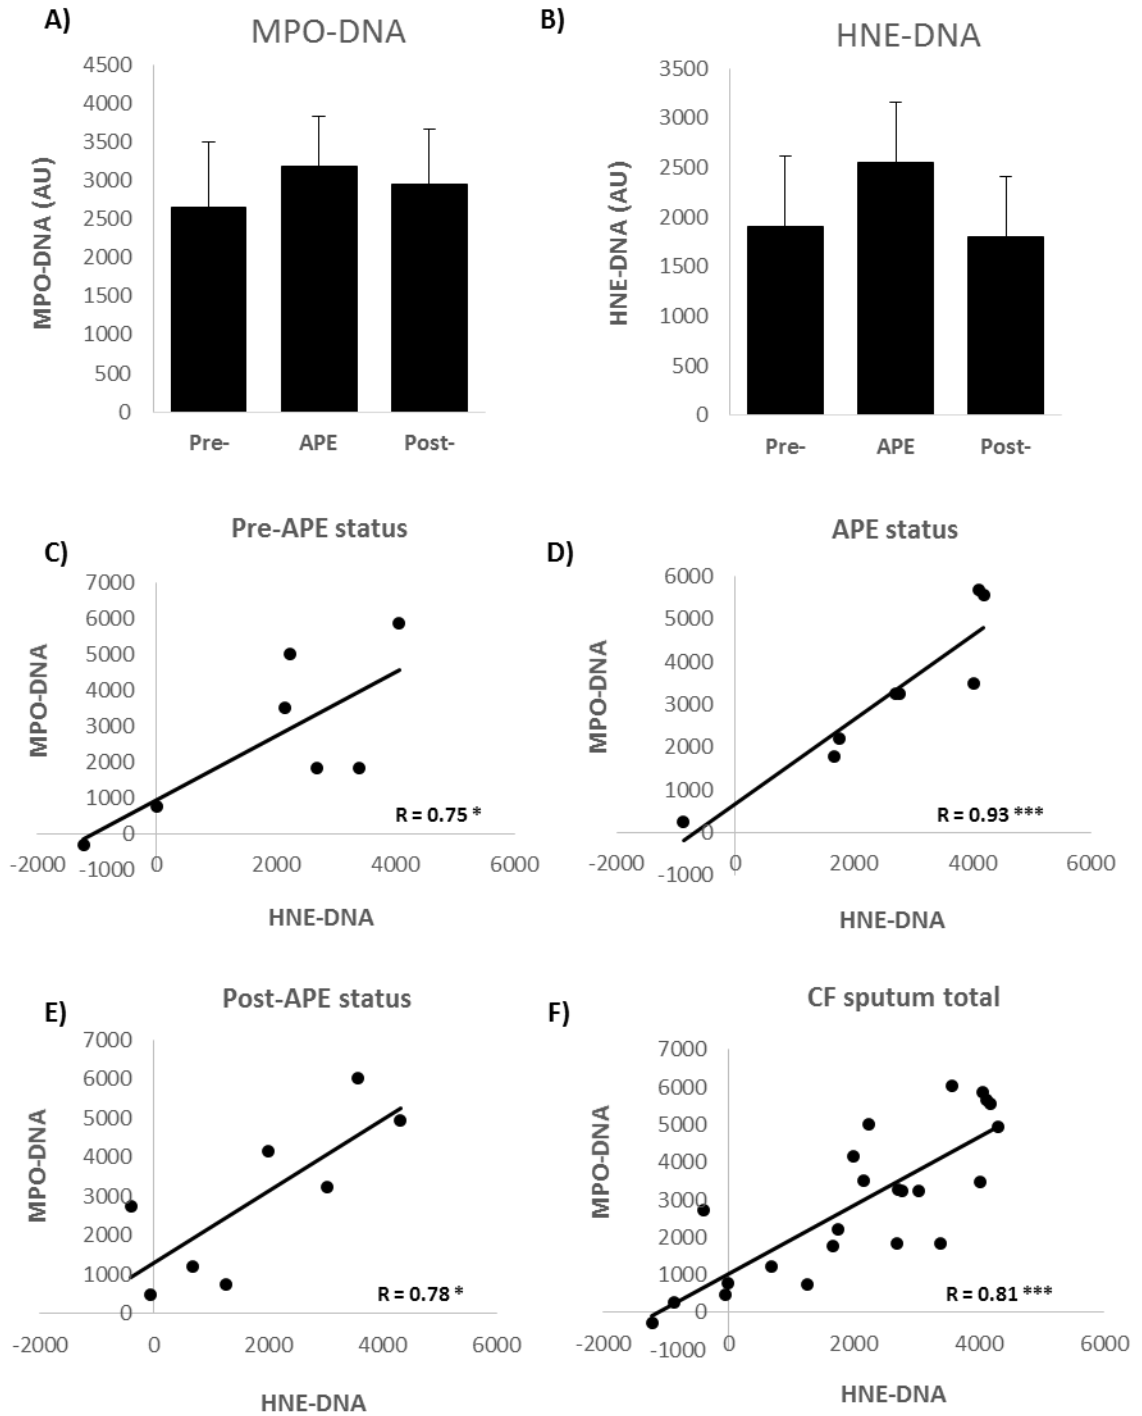 A)
MPO-DNA
MPO-DNA (AU)
4500
4000
3500
3000
2500
2000
1500
1000
500
0
Pre- APE Post-
B)
HNE-DNA
HNE-DNA (AU)
3500
3000
2500
2000
1500
1000
500
0
Pre- APE Post-
C)
Pre-APE status
MPO-DNA
7000
6000
5000
4000
3000
2000
1000
0
-1000
R = 0.75 *
-2000 0 2000 4000 6000
HNE-DNA
D)
APE status
MPO-DNA
6000
5000
4000
3000
2000
1000
0
-1000
R = 0.93 ***
-2000 0 2000 4000 6000
HNE-DNA
E)
Post-APE status
MPO-DNA
7000
6000
5000
4000
3000
2000
1000
0
R = 0.78 *
-2000 0 2000 4000 6000
HNE-DNA
F)
CF sputum total
MPO-DNA
7000
6000
5000
4000
3000
2000
1000
0
-1000
R = 0.81 ***
-2000 0 2000 4000 6000
HNE-DNA